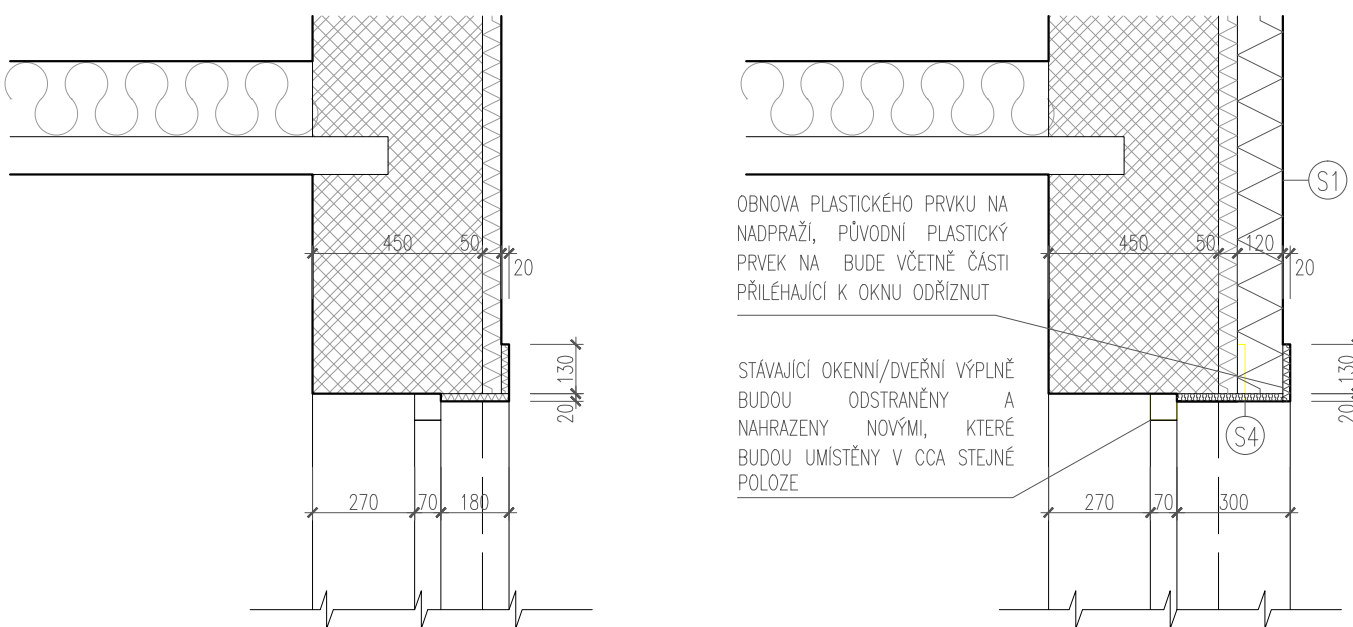 450
50
20
130
20
270
70
180
S1
OBNOVA PLASTICKÉHO PRVKU NA
NADPRAŽÍ, PŮVODNÍ PLASTICKÝ
PRVEK NA BUDE VČETNĚ ČÁSTI
PŘILÉHAJÍCÍ K OKNU ODŘÍZNUT
450
50
120
20
STÁVAJÍCÍ OKENNÍ/DVEŘNÍ VÝPLNĚ
BUDOU ODSTRANĚNY A
NAHRAZENY NOVÝMI, KTERÉ
BUDOU UMÍSTĚNY V CCA STEJNÉ
POLOZE
130
20
S4
270
70
300